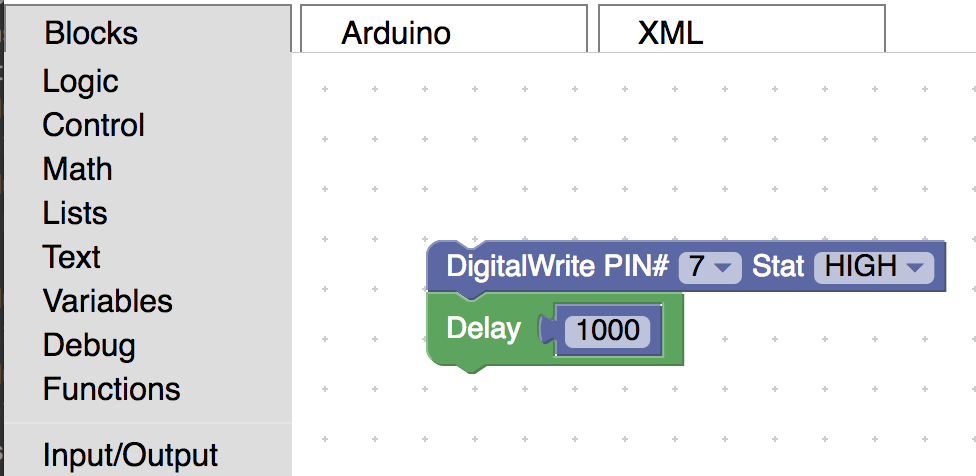 Blocks
Arduino
XML
Logic
Control
Math
Lists
Text
Variables
Debug
Functions
Input/Output
DigitalWrite PIN# 7 Stat HIGH
Delay 1000